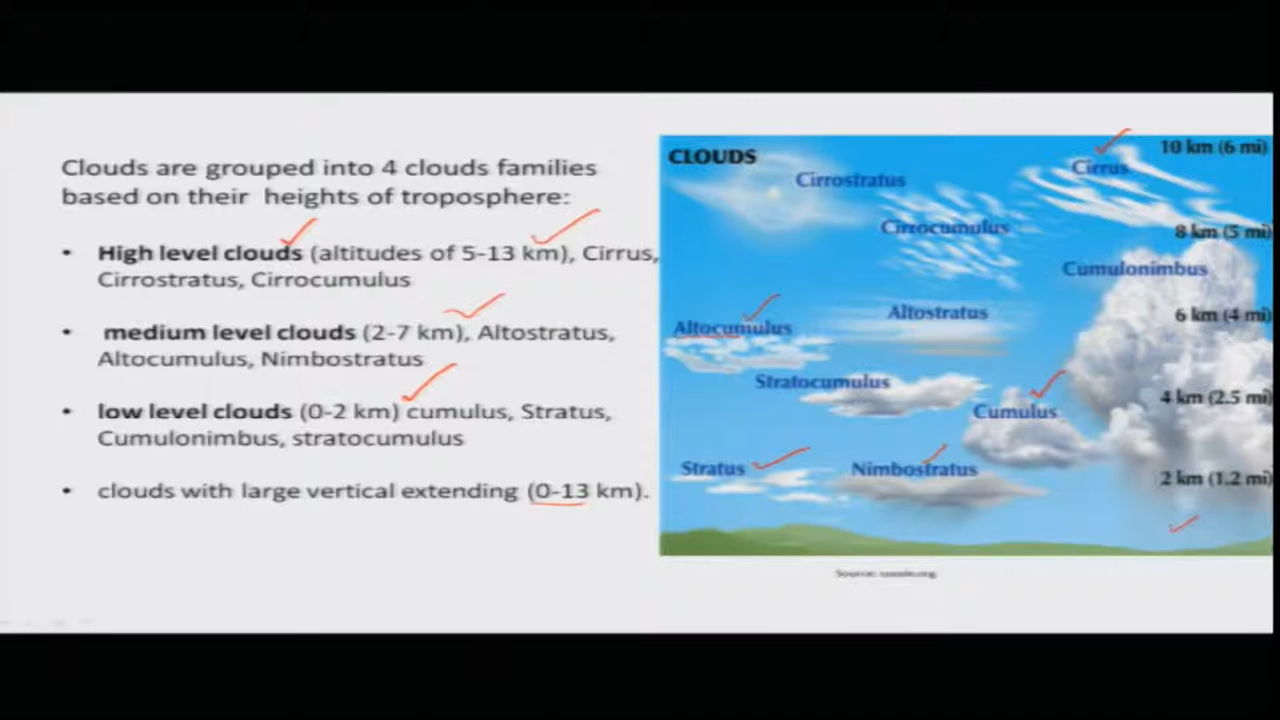 Clouds are grouped into 4 clouds families
based on their heights of troposphere:
• High level clouds (altitudes of 5-13 km), Cirrus,
Cirrostratus, Cirrocumulus
• medium level clouds (2-7 km), Altostratus,
Altocumulus, Nimbostratus
• low level clouds (0-2 km) cumulus, Stratus,
Cumulonimbus, stratocumulus
• clouds with large vertical extending (0-13 km).
CLOUDS
10 km (6 mi)
Cirrus
Cirrostratus
Cirrocumulus
8 km (5 mi)
Cumulonimbus
Altostratus
6 km (4 mi)
Altocumulus
Stratocumulus
4 km (2.5 mi)
Cumulus
Stratus
Nimbostratus
2 km (1.2 mi)
Source: